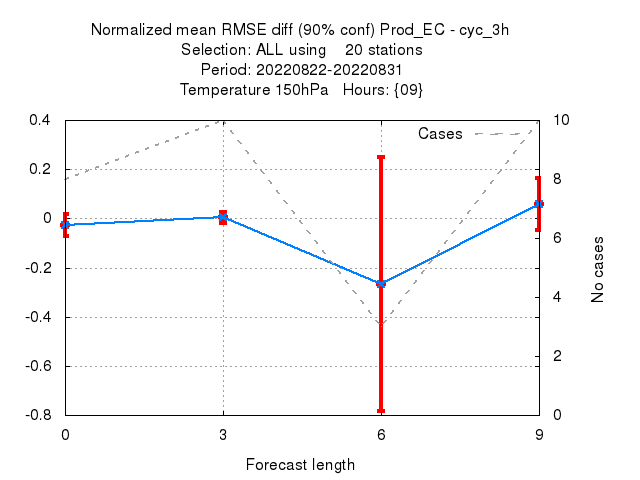 Normalized mean RMSE diff (90% conf) Prod_EC - cyc_3h
Selection: ALL using    20 stations
Period: 20220822-20220831
Temperature 150hPa   Hours: {09}
Cases
0.4
0.2
0
-0.2
-0.4
-0.6
-0.8
10
8
6
4
2
0
No cases
0
3
6
9
Forecast length